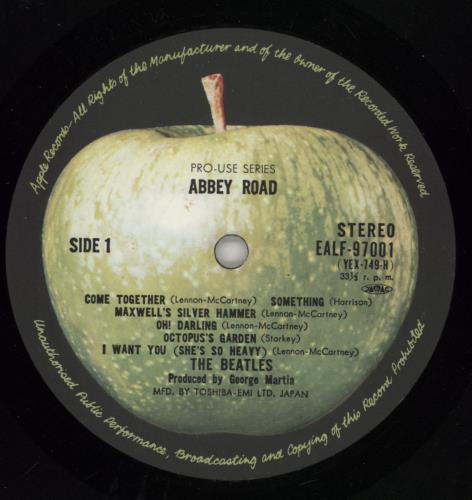 Apple Records–All Rights of the Manufacturer and of the Owner of the Recorded Work Reserved
PRO-USE SERIES
ABBEY ROAD
SIDE 1
STEREO
EALF-97001
(YEX-749-H)
33⅓ r. p. m.
COME TOGETHER (Lennon-McCartney) SOMETHING (Harrison)
MAXWELL'S SILVER HAMMER (Lennon-McCartney)
OH! DARLING (Lennon-McCartney)
OCTOPUS'S GARDEN (Starkey)
I WANT YOU (SHE'S SO HEAVY) (Lennon-McCartney)
THE BEATLES
Produced by George Martin
MFD. BY TOSHIBA-EMI LTD. JAPAN
Unauthorised Public Performance, Broadcasting and Copying of this Record Prohibited